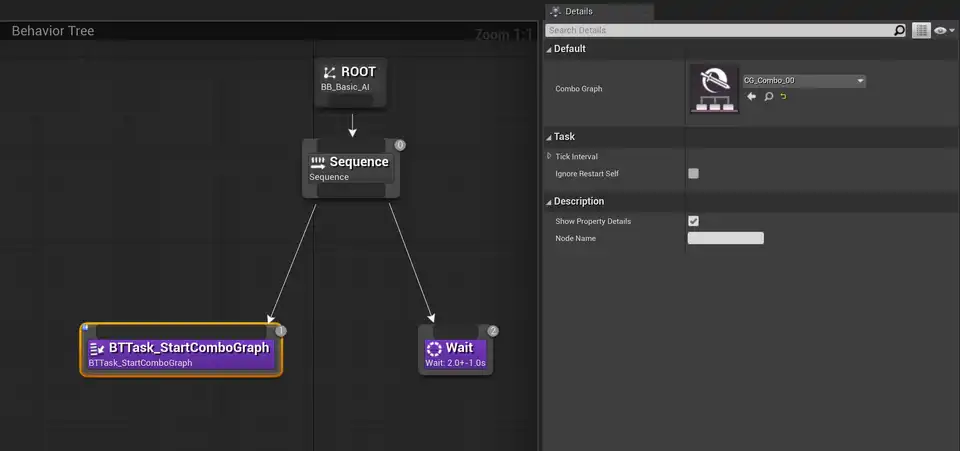 Behavior Tree
Zoom 1:1
ROOT
BB_Basic_AI
0
Sequence
Sequence
1
BTTask_StartComboGraph
BTTask_StartComboGraph
2
Wait
Wait: 2.0+-1.0s
Details
Search Details
Default
Combo Graph
CG_Combo_00
Task
Tick Interval
Ignore Restart Self
Description
Show Property Details
Node Name